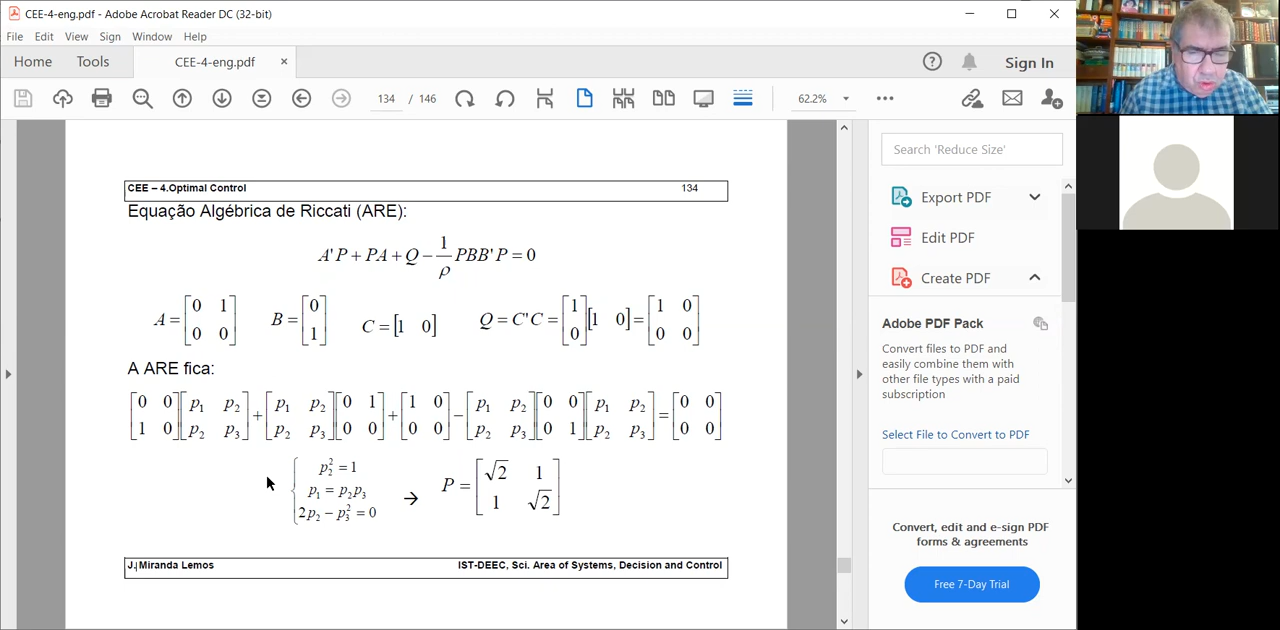 CEE-4-eng.pdf - Adobe Acrobat Reader DC (32-bit)
File Edit View Sign Window Help
Home Tools CEE-4-eng.pdf × Sign In
134 / 146 62.2%
CEE – 4.Optimal Control 134
Equação Algébrica de Riccati (ARE):
A'P + PA + Q − 1/ρ PBB'P = 0
A = [0 1; 0 0] B = [0; 1] C = [1 0] Q = C'C = [1; 0][1 0] = [1 0; 0 0]
A ARE fica:
[0 0; 1 0][p₁ p₂; p₂ p₃] + [p₁ p₂; p₂ p₃][0 1; 0 0] + [1 0; 0 0] − [p₁ p₂; p₂ p₃][0 0; 0 1][p₁ p₂; p₂ p₃] = [0 0; 0 0]
p₂² = 1
p₁ = p₂p₃
2p₂ − p₃² = 0
→ P = [√2 1; 1 √2]
J. Miranda Lemos IST-DEEC, Sci. Area of Systems, Decision and Control
Search 'Reduce Size'
Export PDF
Edit PDF
Create PDF
Adobe PDF Pack
Convert files to PDF and
easily combine them with
other file types with a paid
subscription
Select File to Convert to PDF
Convert, edit and e-sign PDF
forms & agreements
Free 7-Day Trial